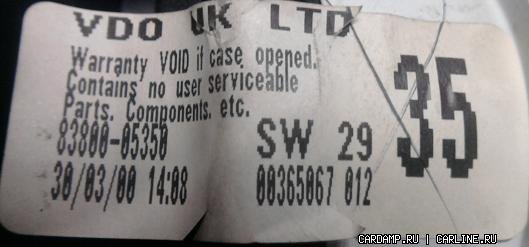 VDO UK LTD
Warranty VOID if case opened.
Contains no user serviceable
Parts. Components. etc.
83800-05350
SW 29
35
30/03/00 14:08
00365067 012
CARDAMP.RU | CARLINE.RU